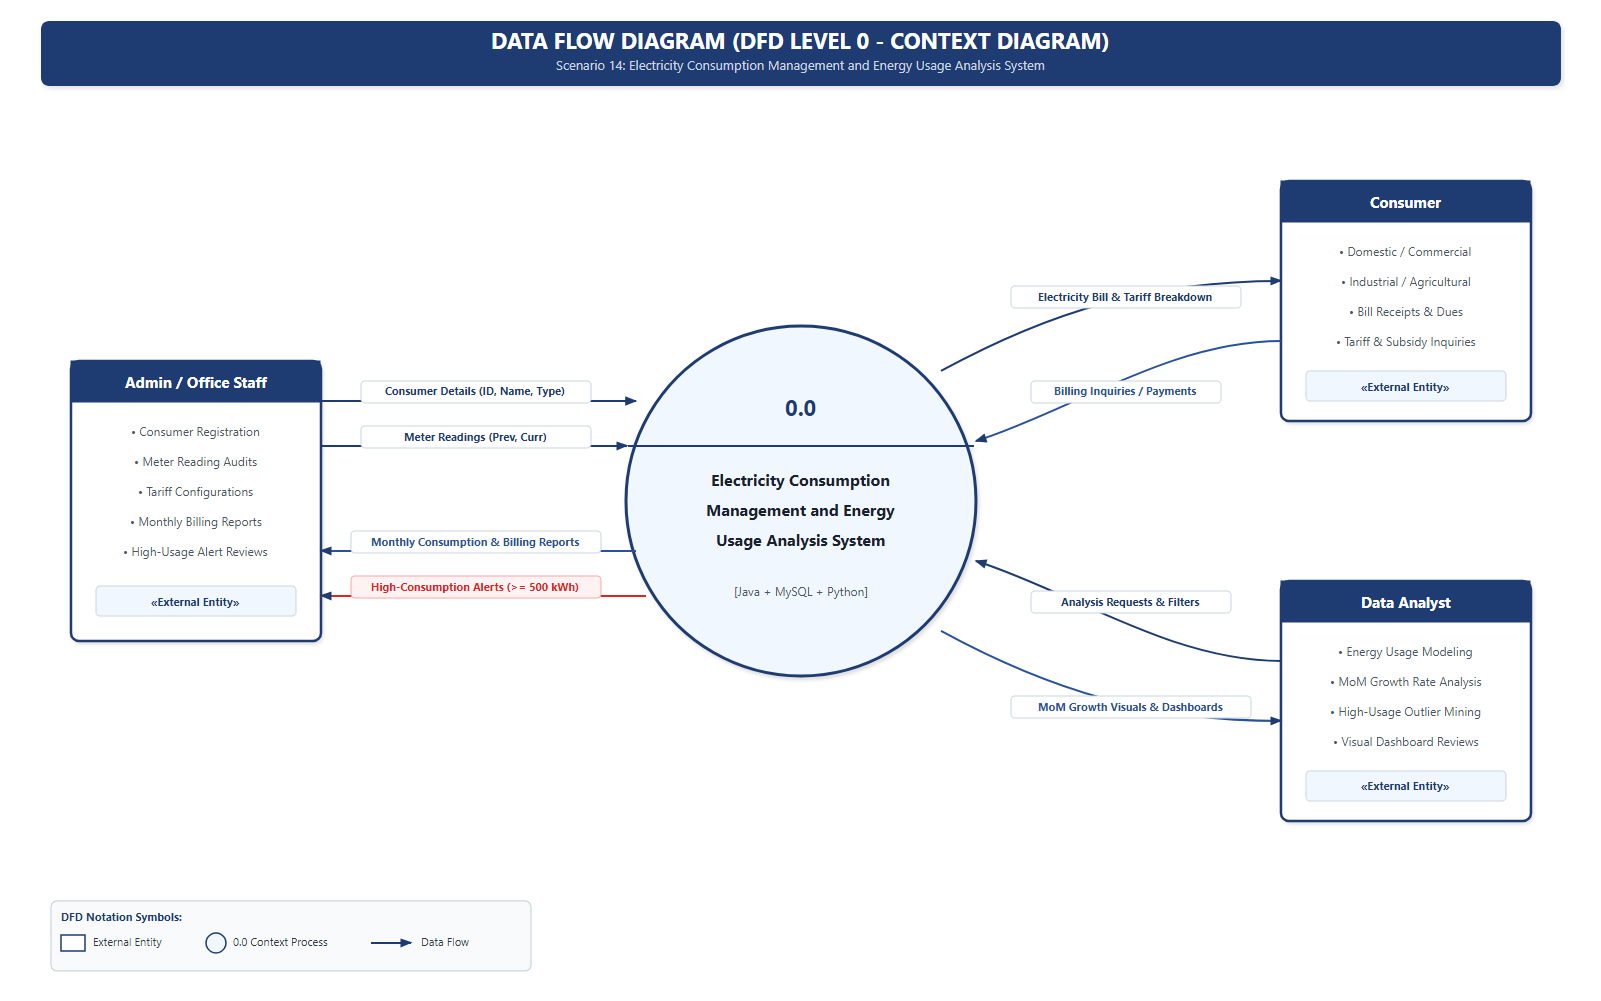 DATA FLOW DIAGRAM (DFD LEVEL 0 - CONTEXT DIAGRAM)
Scenario 14: Electricity Consumption Management and Energy Usage Analysis System
Admin / Office Staff
• Consumer Registration
• Meter Reading Audits
• Tariff Configurations
• Monthly Billing Reports
• High-Usage Alert Reviews
«External Entity»
Consumer Details (ID, Name, Type)
Meter Readings (Prev, Curr)
Monthly Consumption & Billing Reports
High-Consumption Alerts (>= 500 kWh)
0.0
Electricity Consumption
Management and Energy
Usage Analysis System
[Java + MySQL + Python]
Electricity Bill & Tariff Breakdown
Billing Inquiries / Payments
Analysis Requests & Filters
MoM Growth Visuals & Dashboards
Consumer
• Domestic / Commercial
• Industrial / Agricultural
• Bill Receipts & Dues
• Tariff & Subsidy Inquiries
«External Entity»
Data Analyst
• Energy Usage Modeling
• MoM Growth Rate Analysis
• High-Usage Outlier Mining
• Visual Dashboard Reviews
«External Entity»
DFD Notation Symbols:
External Entity
0.0 Context Process
Data Flow